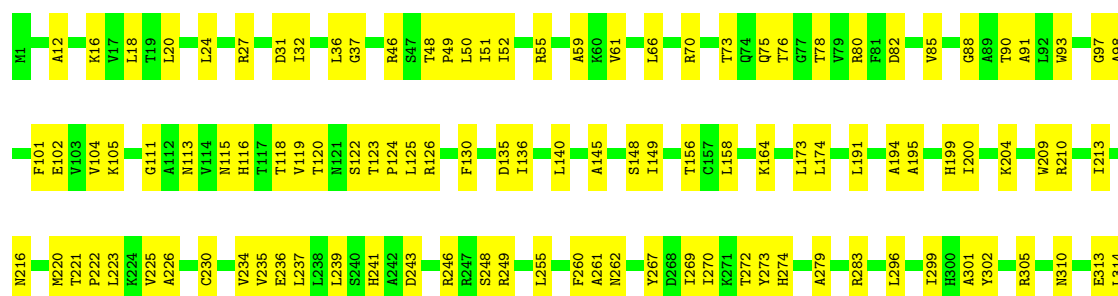 M1 A12 K16 V17 L18 T19 L20 L24 R27 D31 I32 L36 G37 R46 S47 T48 P49 L50 I51 I52 R55 A59 K60 V61 L66 R70 T73 Q74 Q75 T76 G77 T78 V79 R80 F81 D82 V85 G88 A89 T90 A91 L92 W93 G97 A98
F101 E102 V103 V104 K105 G111 A112 N113 V114 N115 H116 T117 T118 V119 T120 N121 S122 T123 P124 L125 R126 F130 D135 I136 L140 A145 S148 I149 T156 C157 L158 K164 L173 L174 L191 A194 A195 H199 I200 K204 W209 R210 I213
N216 M220 T221 P222 L223 K224 V225 A226 C230 V234 V235 E236 L237 L238 L239 S240 H241 A242 D243 R246 R247 S248 R249 L255 F260 A261 N262 Y267 D268 I269 I270 K271 T272 Y273 H274 A279 R283 L296 I299 H300 A301 Y302 R305 N310 E313